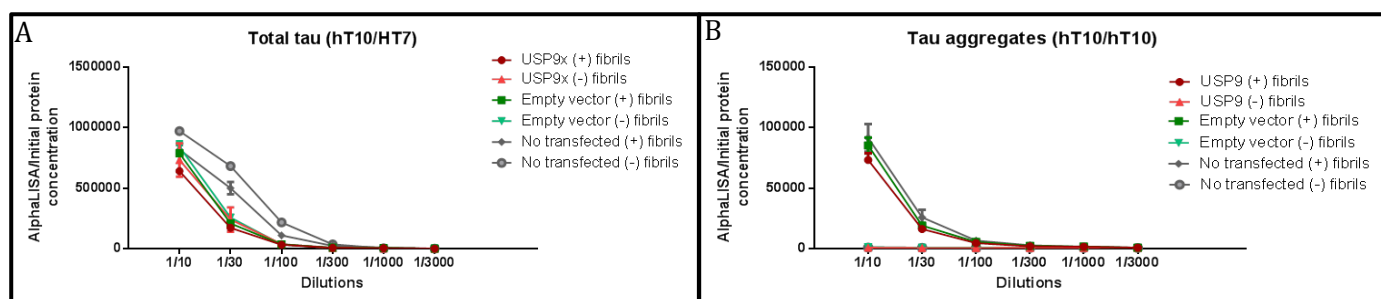 A
Total tau (hT10/HT7)
AlphaLISA/Initial protein
concentration
1500000
1000000
500000
0
1/10 1/30 1/100 1/300 1/1000 1/3000
Dilutions
USP9x (+) fibrils
USP9x (-) fibrils
Empty vector (+) fibrils
Empty vector (-) fibrils
No transfected (+) fibrils
No transfected (-) fibrils
B
Tau aggregates (hT10/hT10)
AlphaLISA/Initial protein
concentration
150000
100000
50000
0
1/10 1/30 1/100 1/300 1/1000 1/3000
Dilutions
USP9 (+) fibrils
USP9 (-) fibrils
Empty vector (+) fibrils
Empty vector (-) fibrils
No transfected (+) fibrils
No transfected (-) fibrils